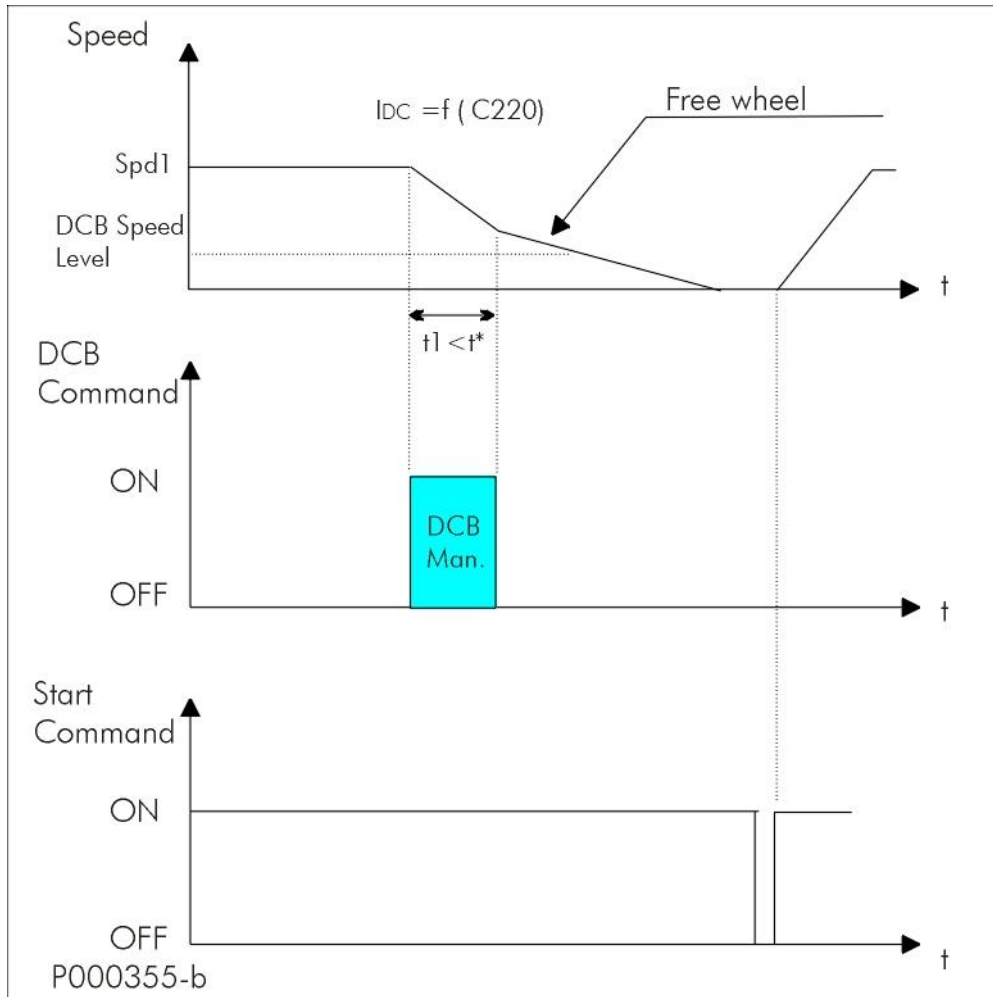 Speed
IDC =f ( C220)
Free wheel
Spd1
DCB Speed
Level
t
t1 <t*
DCB
Command
ON
DCB
Man.
OFF
t
Start
Command
ON
OFF
t
P000355-b